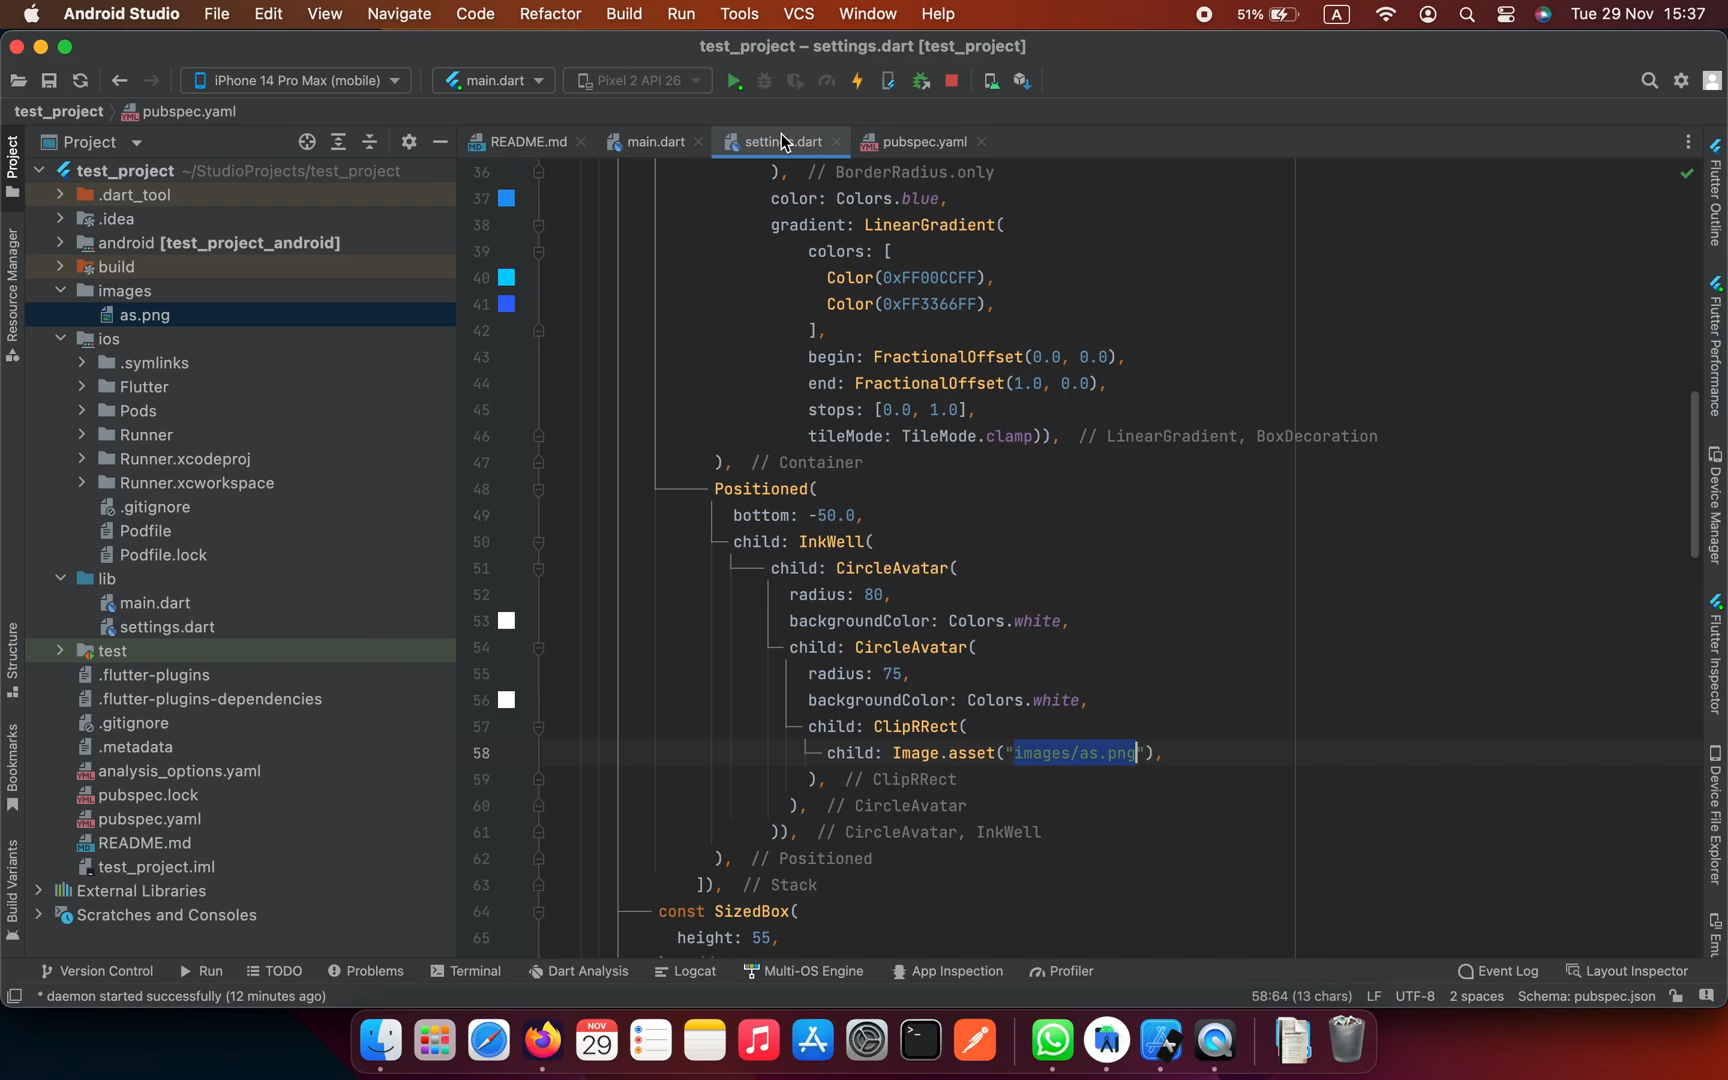 Android Studio File Edit View Navigate Code Refactor Build Run Tools VCS Window Help 51% A Tue 29 Nov 15:37
test_project – settings.dart [test_project]
iPhone 14 Pro Max (mobile) main.dart Pixel 2 API 26
test_project pubspec.yaml
Project README.md main.dart settings.dart pubspec.yaml
test_project ~/StudioProjects/test_project
.dart_tool
.idea
android [test_project_android]
build
images
as.png
ios
.symlinks
Flutter
Pods
Runner
Runner.xcodeproj
Runner.xcworkspace
.gitignore
Podfile
Podfile.lock
lib
main.dart
settings.dart
test
.flutter-plugins
.flutter-plugins-dependencies
.gitignore
.metadata
analysis_options.yaml
pubspec.lock
pubspec.yaml
README.md
test_project.iml
External Libraries
Scratches and Consoles
Project
Resource Manager
Structure
Bookmarks
Build Variants
36 ), // BorderRadius.only
37 color: Colors.blue,
38 gradient: LinearGradient(
39 colors: [
40 Color(0xFF00CCFF),
41 Color(0xFF3366FF),
42 ],
43 begin: FractionalOffset(0.0, 0.0),
44 end: FractionalOffset(1.0, 0.0),
45 stops: [0.0, 1.0],
46 tileMode: TileMode.clamp)), // LinearGradient, BoxDecoration
47 ), // Container
48 Positioned(
49 bottom: -50.0,
50 child: InkWell(
51 child: CircleAvatar(
52 radius: 80,
53 backgroundColor: Colors.white,
54 child: CircleAvatar(
55 radius: 75,
56 backgroundColor: Colors.white,
57 child: ClipRRect(
58 child: Image.asset("images/as.png"),
59 ), // ClipRRect
60 ), // CircleAvatar
61 )), // CircleAvatar, InkWell
62 ), // Positioned
63 ]), // Stack
64 const SizedBox(
65 height: 55,
Flutter Outline
Flutter Performance
Device Manager
Flutter Inspector
Device File Explorer
Emu
Version Control Run TODO Problems Terminal Dart Analysis Logcat Multi-OS Engine App Inspection Profiler Event Log Layout Inspector
* daemon started successfully (12 minutes ago) 58:64 (13 chars) LF UTF-8 2 spaces Schema: pubspec.json
NOV
29